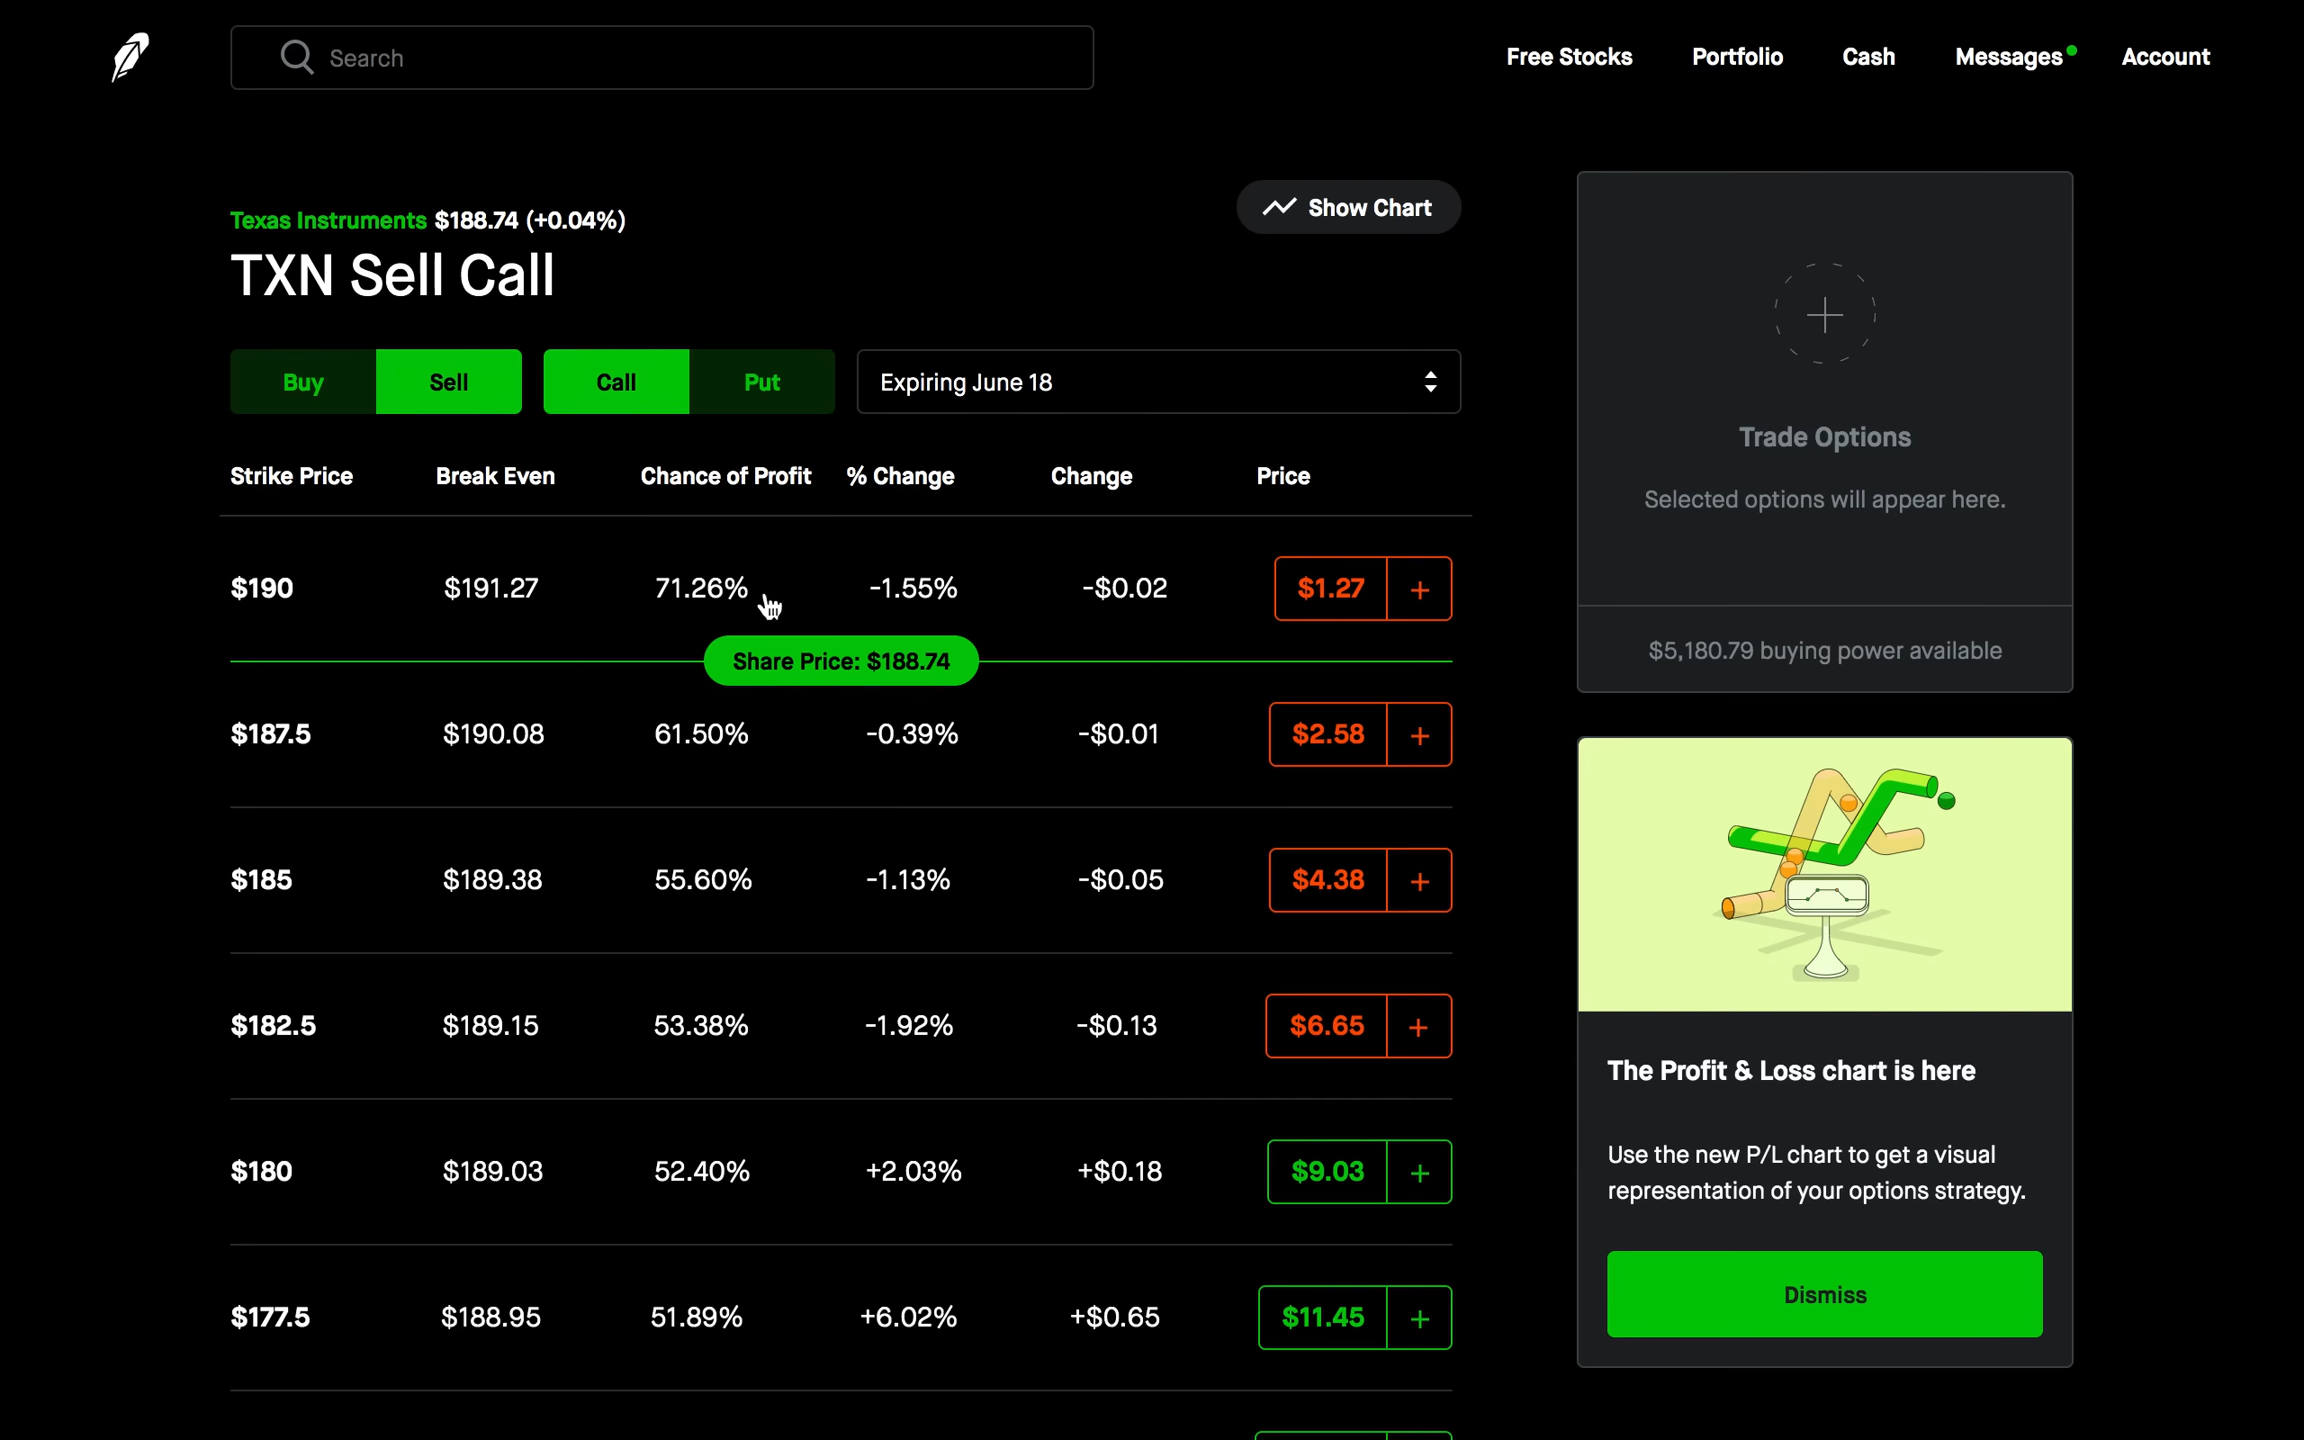 Search
Free Stocks
Portfolio
Cash
Messages
Account
Texas Instruments $188.74 (+0.04%)
TXN Sell Call
Show Chart
Buy
Sell
Call
Put
Expiring June 18
Strike Price Break Even Chance of Profit % Change Change Price
$190 $191.27 71.26% -1.55% -$0.02 $1.27 +
Share Price: $188.74
$187.5 $190.08 61.50% -0.39% -$0.01 $2.58 +
$185 $189.38 55.60% -1.13% -$0.05 $4.38 +
$182.5 $189.15 53.38% -1.92% -$0.13 $6.65 +
$180 $189.03 52.40% +2.03% +$0.18 $9.03 +
$177.5 $188.95 51.89% +6.02% +$0.65 $11.45 +
Trade Options
Selected options will appear here.
$5,180.79 buying power available
The Profit & Loss chart is here
Use the new P/L chart to get a visual
representation of your options strategy.
Dismiss